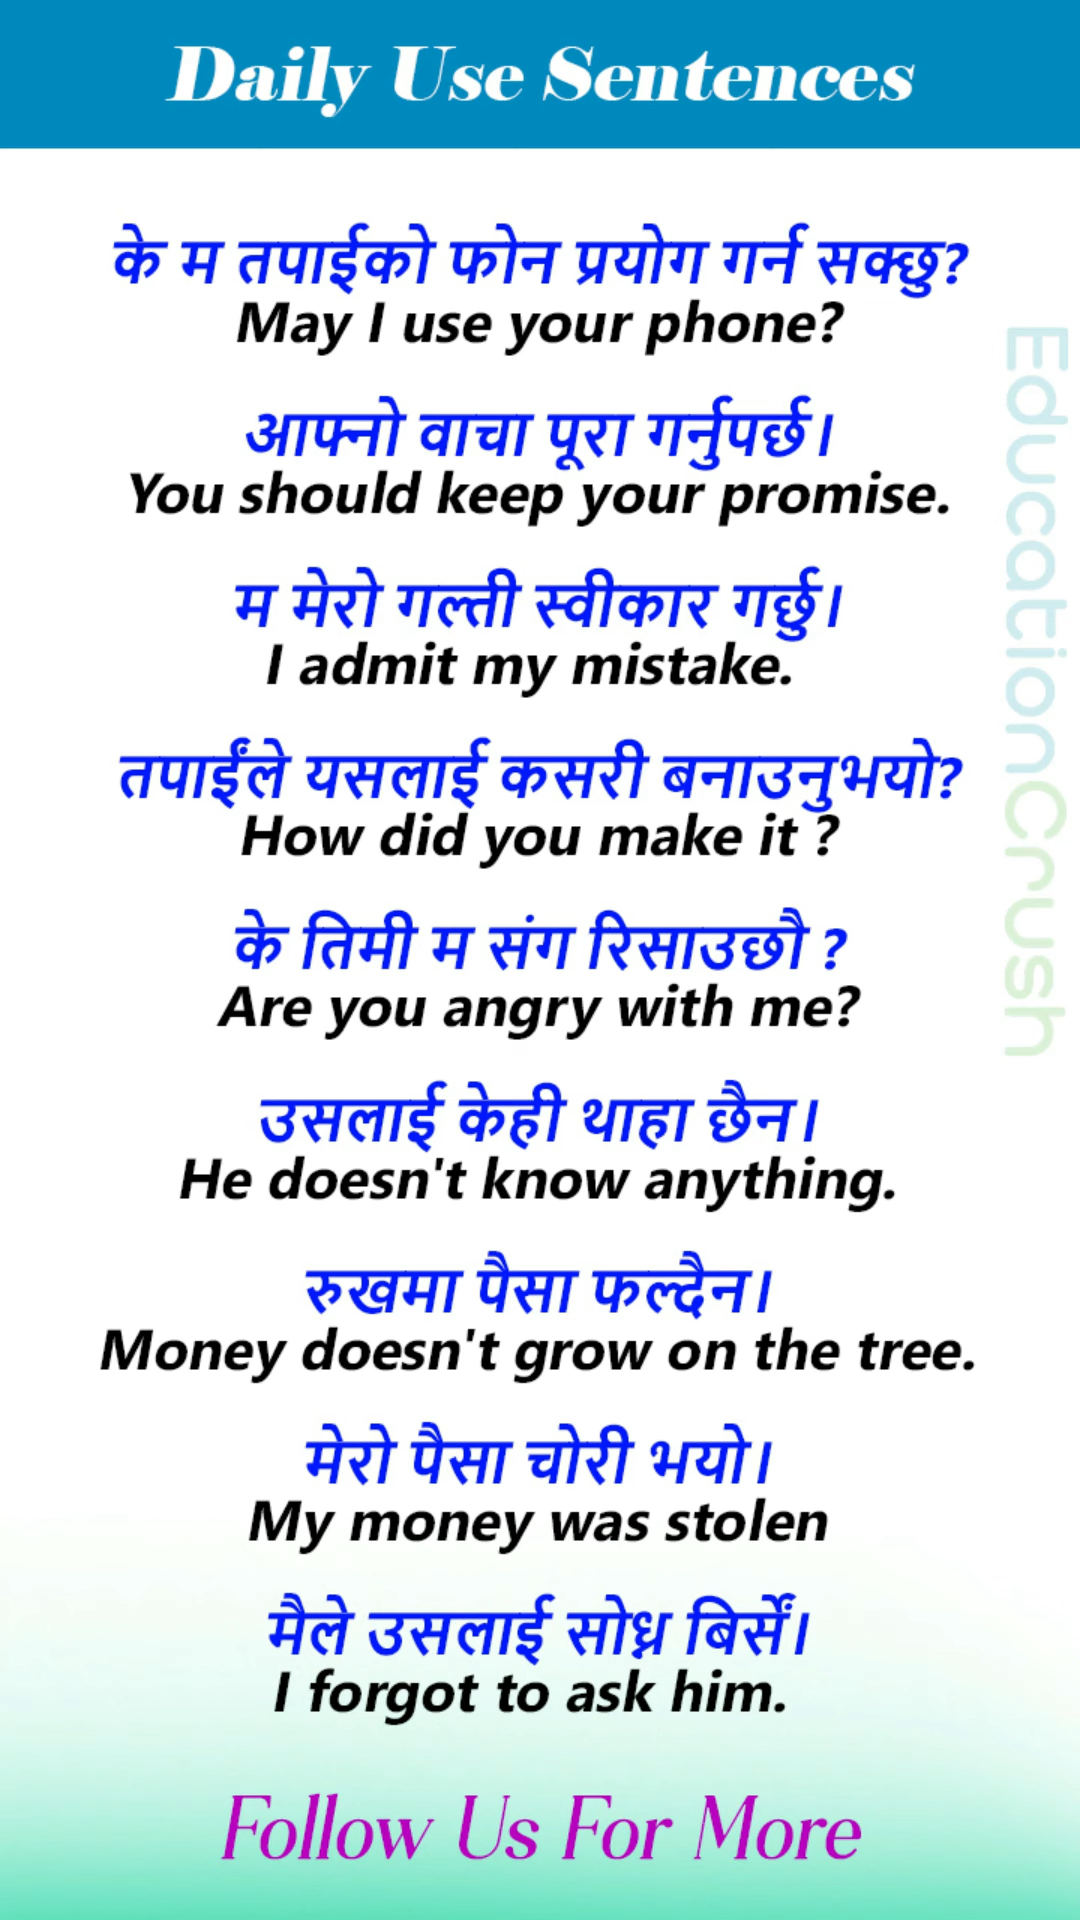 Daily Use Sentences
के म तपाईको फोन प्रयोग गर्न सक्छु?
May I use your phone?
आफ्नो वाचा पूरा गर्नुपर्छ।
You should keep your promise.
म मेरो गल्ती स्वीकार गर्छु।
I admit my mistake.
तपाईंले यसलाई कसरी बनाउनुभयो?
How did you make it ?
के तिमी म संग रिसाउछौ ?
Are you angry with me?
उसलाई केही थाहा छैन।
He doesn't know anything.
रुखमा पैसा फल्दैन।
Money doesn't grow on the tree.
मेरो पैसा चोरी भयो।
My money was stolen
मैले उसलाई सोध्न बिर्सें।
I forgot to ask him.
Follow Us For More
EducationCrush